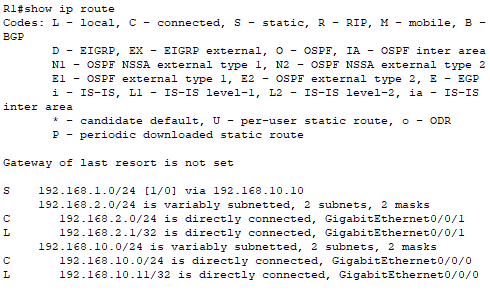 R1#show ip route
Codes: L - local, C - connected, S - static, R - RIP, M - mobile, B -
BGP
D - EIGRP, EX - EIGRP external, O - OSPF, IA - OSPF inter area
N1 - OSPF NSSA external type 1, N2 - OSPF NSSA external type 2
E1 - OSPF external type 1, E2 - OSPF external type 2, E - EGP
i - IS-IS, L1 - IS-IS level-1, L2 - IS-IS level-2, ia - IS-IS
inter area
* - candidate default, U - per-user static route, o - ODR
P - periodic downloaded static route
Gateway of last resort is not set
S 192.168.1.0/24 [1/0] via 192.168.10.10
192.168.2.0/24 is variably subnetted, 2 subnets, 2 masks
C 192.168.2.0/24 is directly connected, GigabitEthernet0/0/1
L 192.168.2.1/32 is directly connected, GigabitEthernet0/0/1
192.168.10.0/24 is variably subnetted, 2 subnets, 2 masks
C 192.168.10.0/24 is directly connected, GigabitEthernet0/0/0
L 192.168.10.11/32 is directly connected, GigabitEthernet0/0/0